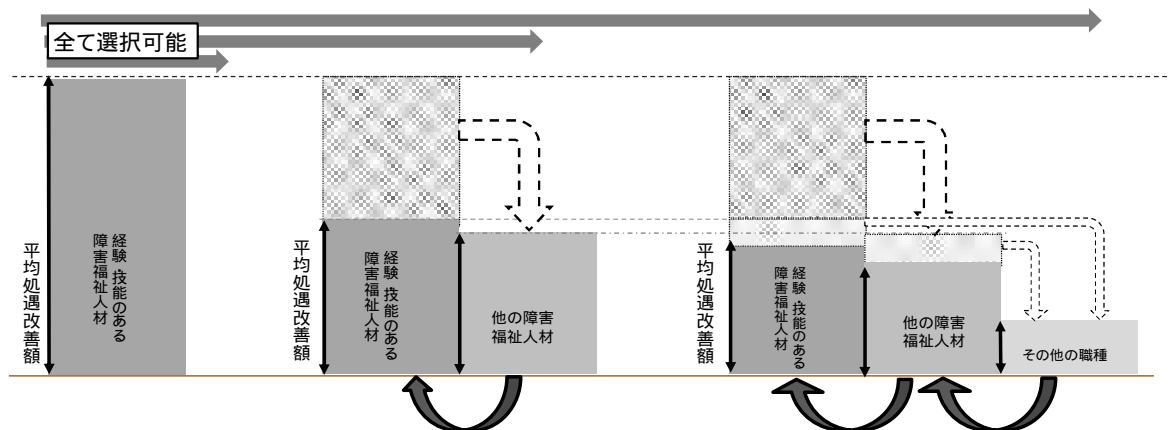 全て選択可能
平均処遇改善額
経験・技能のある
障害福祉人材
平均処遇改善額
経験・技能のある
障害福祉人材
他の障害
福祉人材
平均処遇改善額
経験・技能のある
障害福祉人材
他の障害
福祉人材
その他の職種